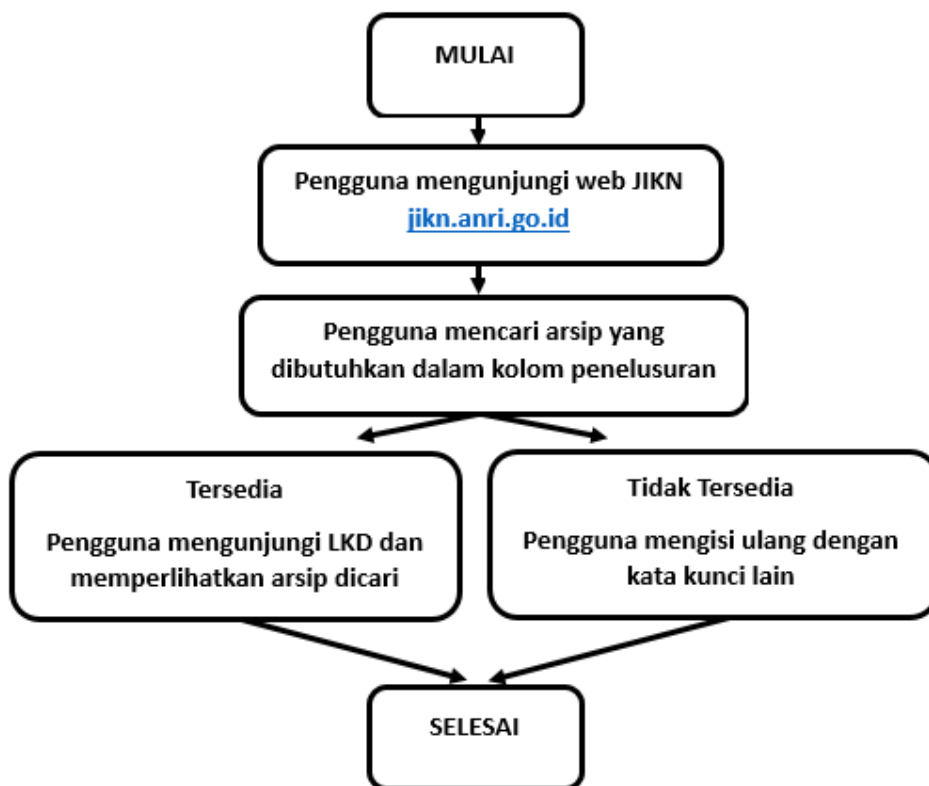 MULAI
Pengguna mengunjungi web JIKN
jikn.anri.go.id
Pengguna mencari arsip yang
dibutuhkan dalam kolom penelusuran
Tersedia
Pengguna mengunjungi LKD dan
memperlihatkan arsip dicari
Tidak Tersedia
Pengguna mengisi ulang dengan
kata kunci lain
SELESAI